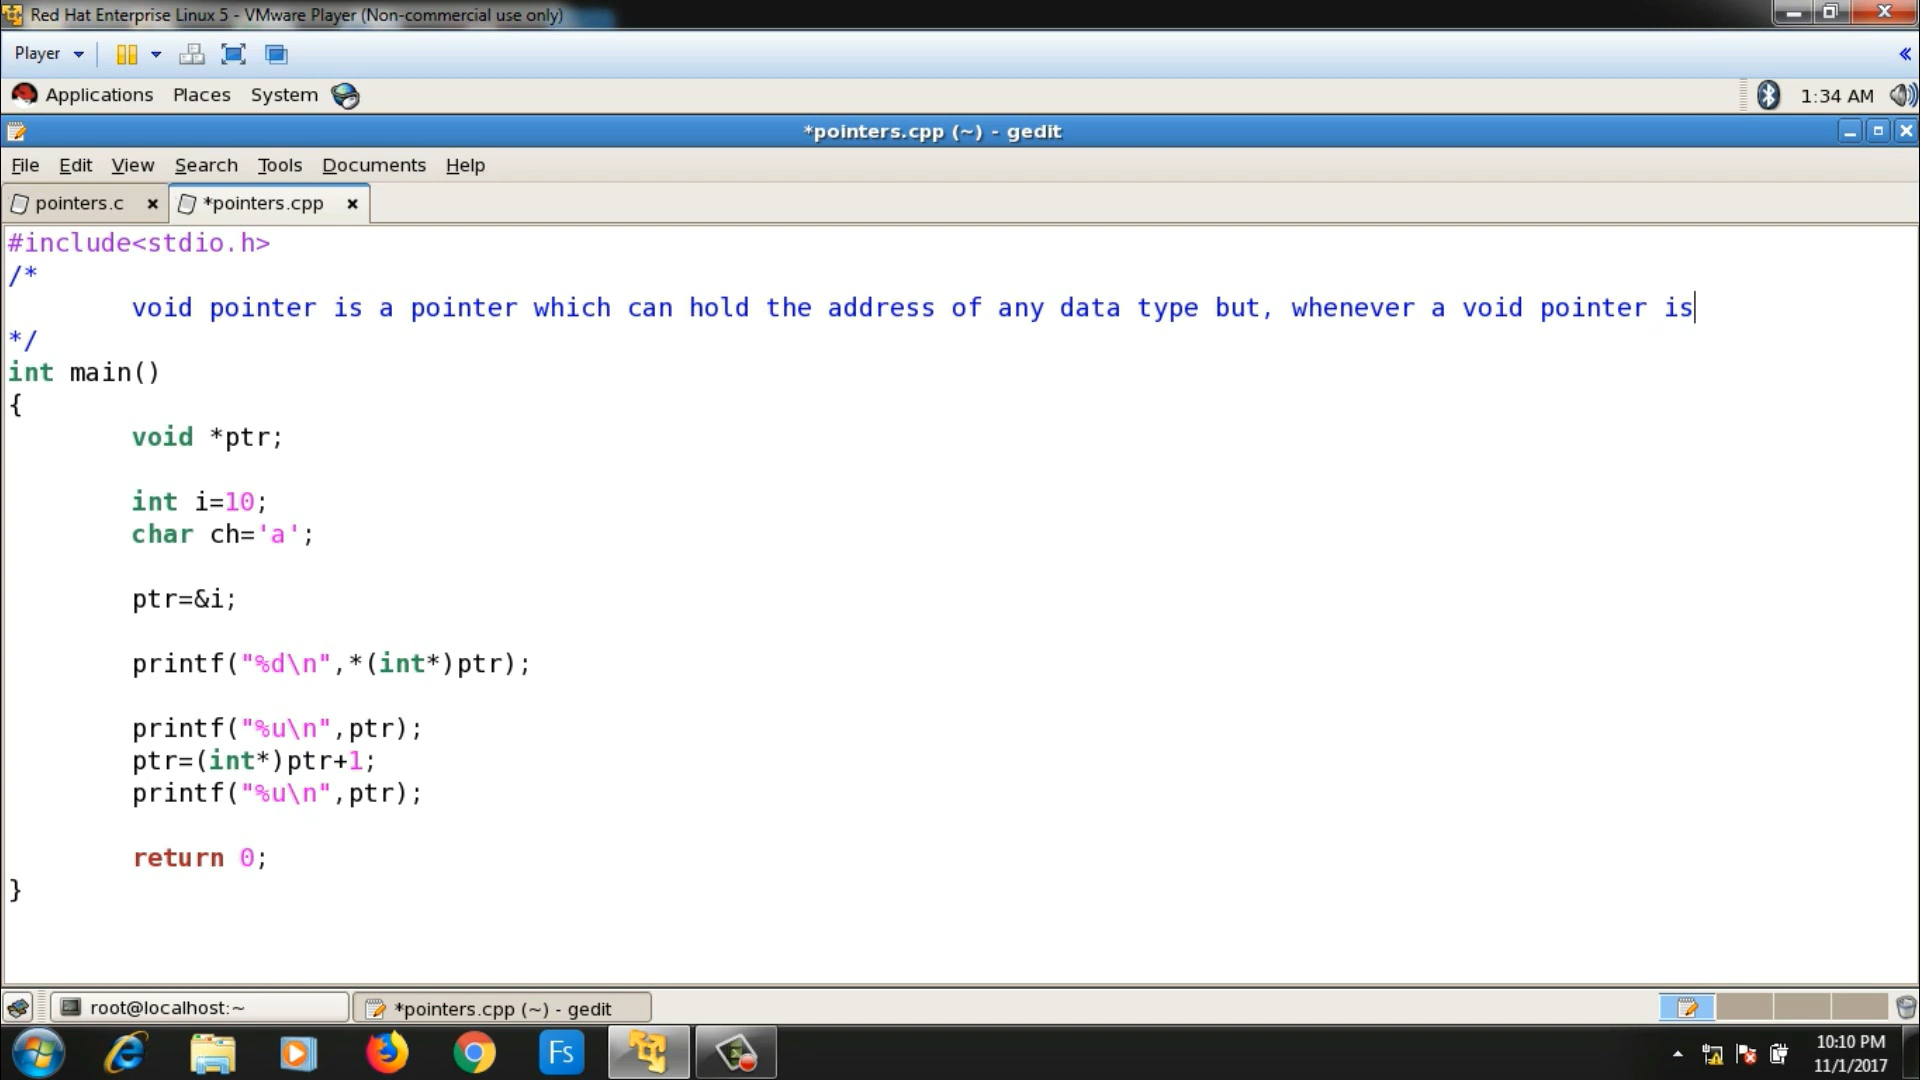 Red Hat Enterprise Linux 5 - VMware Player (Non-commercial use only)
Player
Applications Places System 1:34 AM
*pointers.cpp (~) - gedit
File Edit View Search Tools Documents Help
pointers.c *pointers.cpp
#include<stdio.h>
/*
void pointer is a pointer which can hold the address of any data type but, whenever a void pointer is
*/
int main()
{
void *ptr;
int i=10;
char ch='a';
ptr=&i;
printf("%d\n",*(int*)ptr);
printf("%u\n",ptr);
ptr=(int*)ptr+1;
printf("%u\n",ptr);
return 0;
}
root@localhost:~ *pointers.cpp (~) - gedit
Fs
10:10 PM
11/1/2017